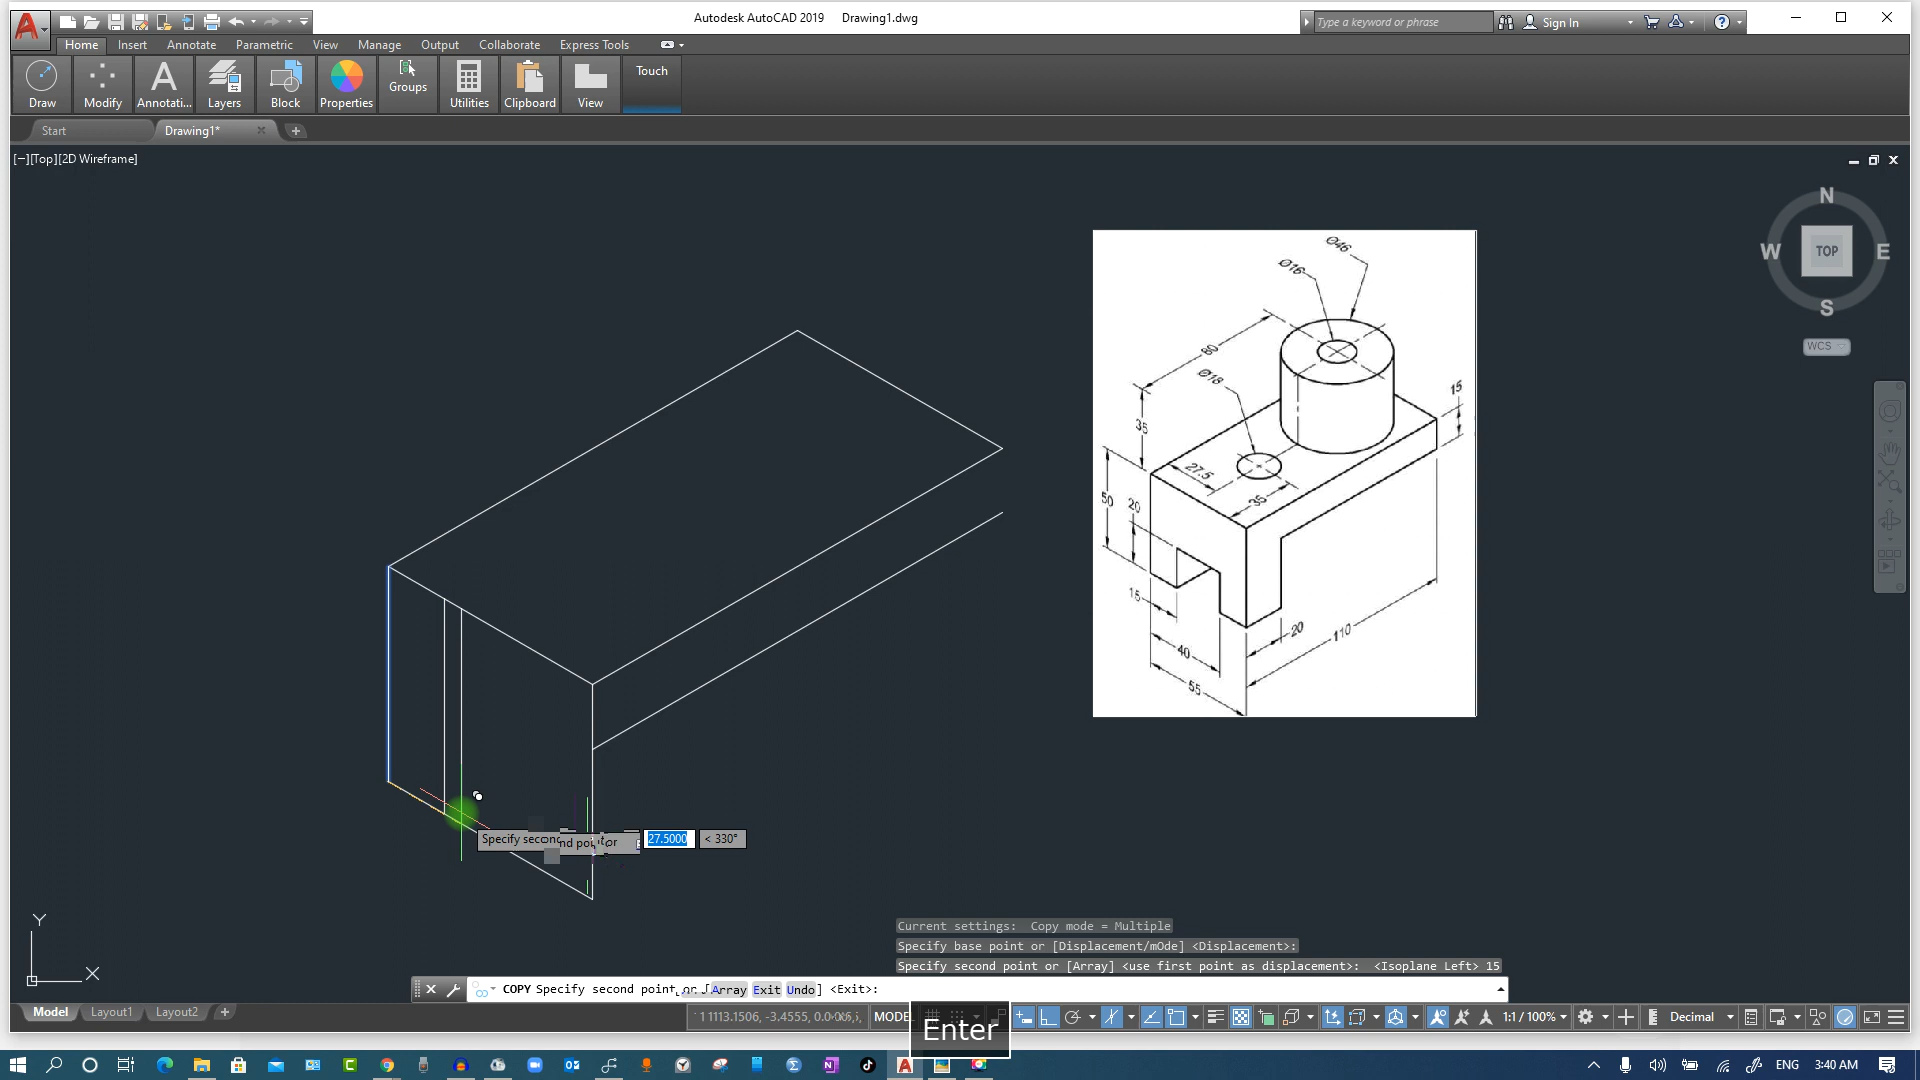 Autodesk AutoCAD 2019 Drawing1.dwg
Type a keyword or phrase
Sign In
Home Insert Annotate Parametric View Manage Output Collaborate Express Tools
Draw Modify Annotati... Layers Block Properties Groups Utilities Clipboard View Touch
Start Drawing1*
[−][Top][2D Wireframe]
N
W TOP E
S
WCS
Ø46
Ø16
80
Ø18
15
35
27.5
50
20
35
15
20
110
40
55
Specify second
nd point or
27.5000
< 330°
Y
X
Current settings: Copy mode = Multiple
Specify base point or [Displacement/mOde] <Displacement>:
Specify second point or [Array] <use first point as displacement>: <Isoplane Left> 15
COPY Specify second point or [Array Exit Undo] <Exit>:
Model Layout1 Layout2
MODEL
1:1 / 100%
Decimal
Enter
ENG 3:40 AM